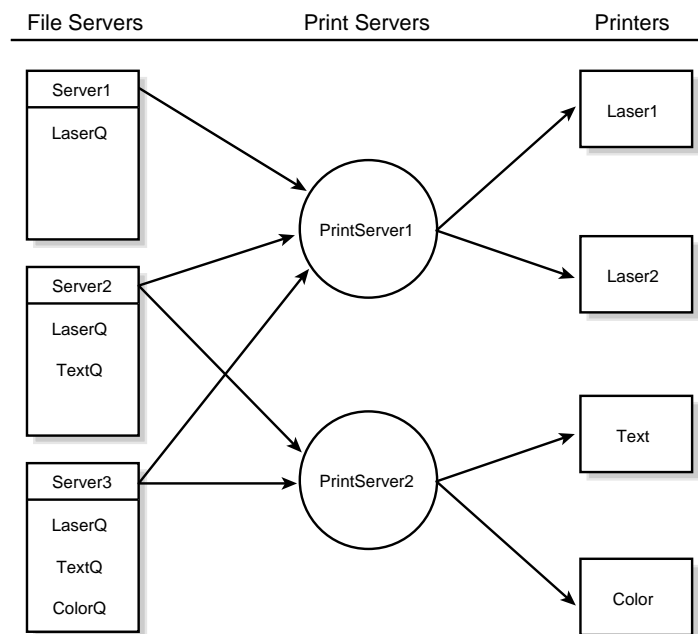 File Servers
Print Servers
Printers
Server1
LaserQ
Server2
LaserQ
TextQ
Server3
LaserQ
TextQ
ColorQ
PrintServer1
PrintServer2
Laser1
Laser2
Text
Color